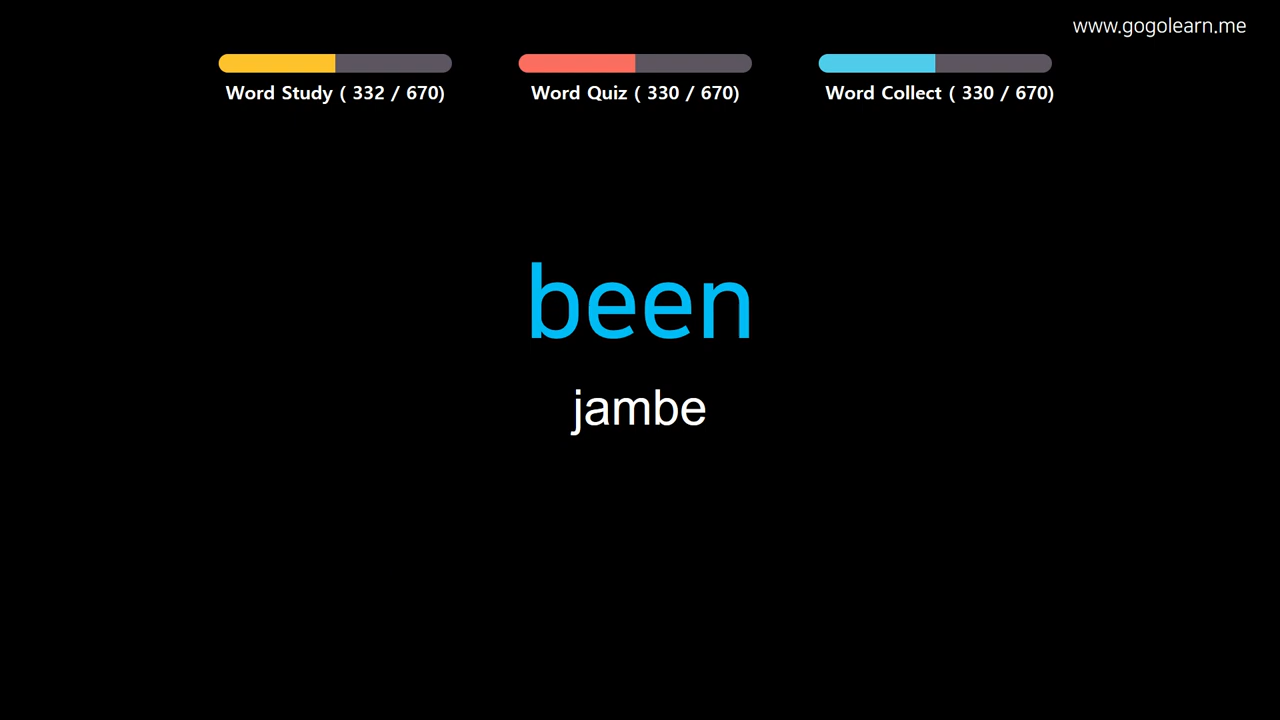 www.gogolearn.me
Word Study ( 332 / 670)
Word Quiz ( 330 / 670)
Word Collect ( 330 / 670)
been
jambe